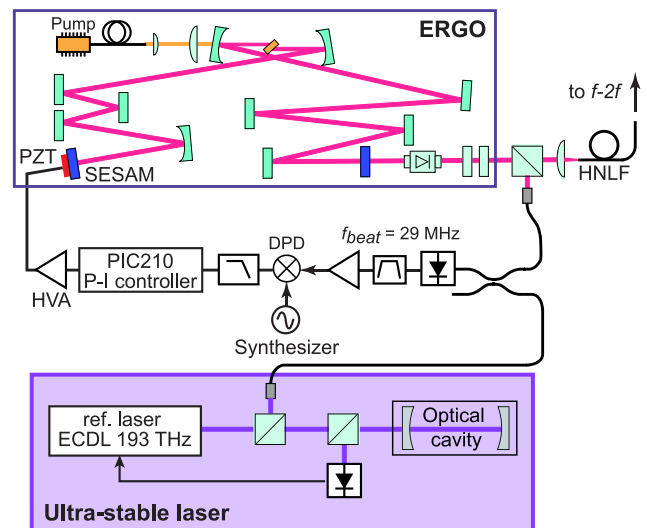 Pump
ERGO
to f-2f
PZT
SESAM
HNLF
DPD
f_beat = 29 MHz
PIC210
P-I controller
HVA
Synthesizer
ref. laser
ECDL 193 THz
Optical
cavity
Ultra-stable laser